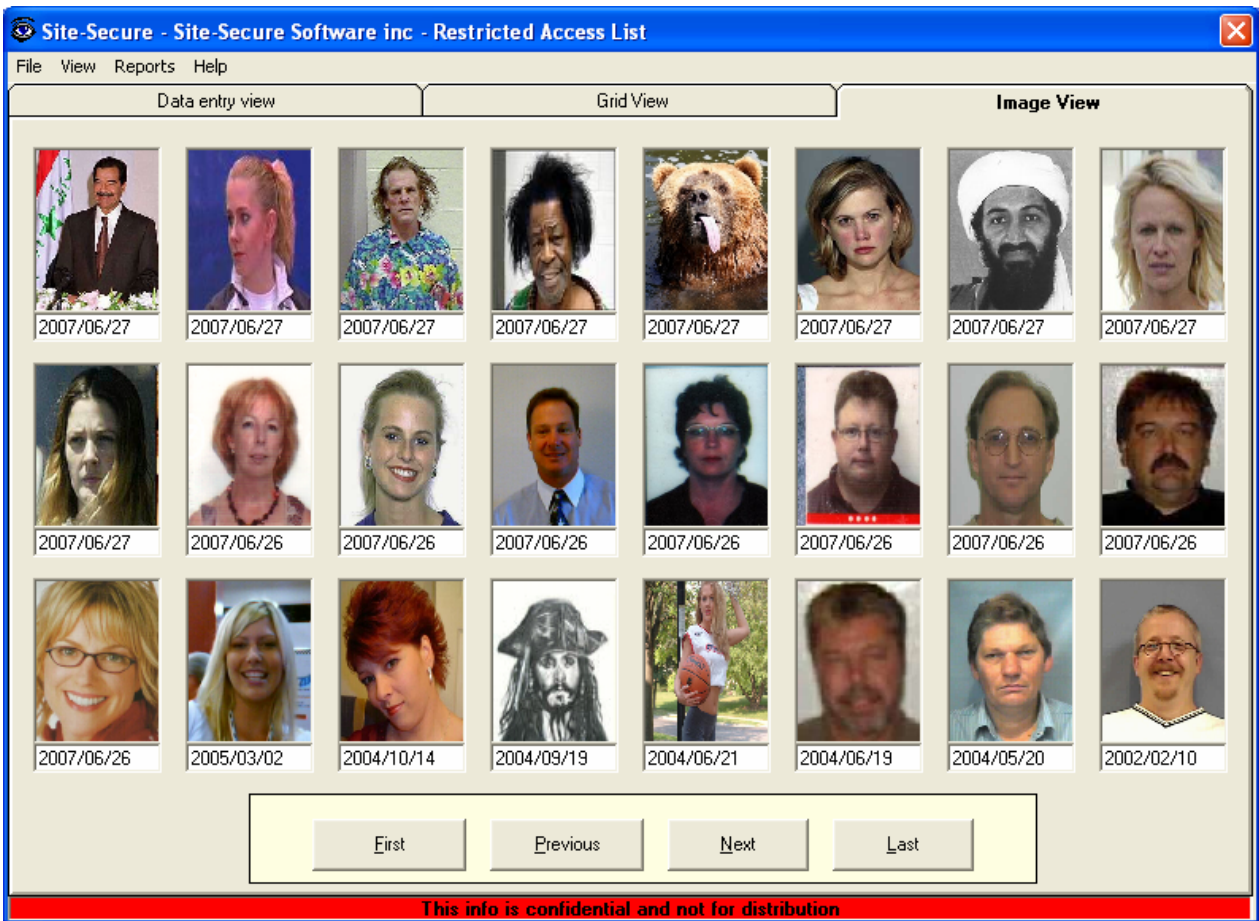 Site-Secure - Site-Secure Software inc - Restricted Access List
File View Reports Help
Data entry view Grid View Image View
2007/06/27 2007/06/27 2007/06/27 2007/06/27 2007/06/27 2007/06/27 2007/06/27 2007/06/27
2007/06/27 2007/06/26 2007/06/26 2007/06/26 2007/06/26 2007/06/26 2007/06/26 2007/06/26
2007/06/26 2005/03/02 2004/10/14 2004/09/19 2004/06/21 2004/06/19 2004/05/20 2002/02/10
First Previous Next Last
This info is confidential and not for distribution